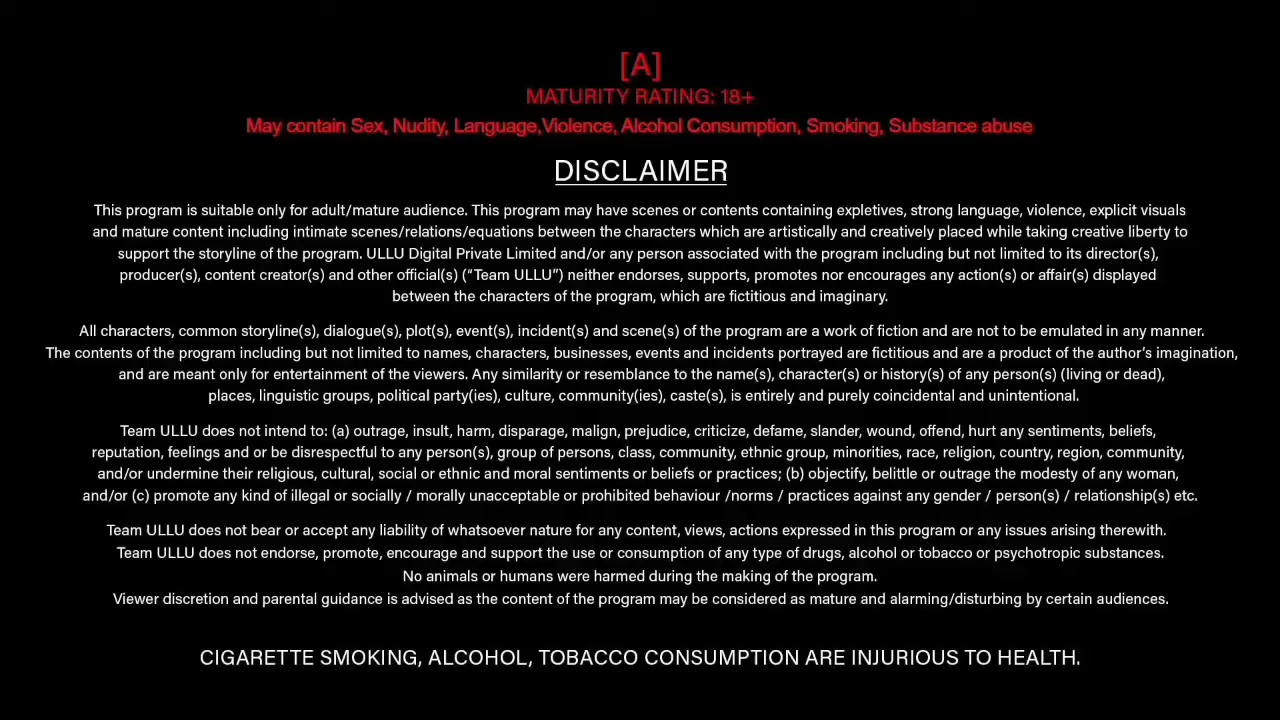 [A]
MATURITY RATING: 18+
May contain Sex, Nudity, Language,Violence, Alcohol Consumption, Smoking, Substance abuse
DISCLAIMER
This program is suitable only for adult/mature audience. This program may have scenes or contents containing expletives, strong language, violence, explicit visuals
and mature content including intimate scenes/relations/equations between the characters which are artistically and creatively placed while taking creative liberty to
support the storyline of the program. ULLU Digital Private Limited and/or any person associated with the program including but not limited to its director(s),
producer(s), content creator(s) and other official(s) (“Team ULLU”) neither endorses, supports, promotes nor encourages any action(s) or affair(s) displayed
between the characters of the program, which are fictitious and imaginary.
All characters, common storyline(s), dialogue(s), plot(s), event(s), incident(s) and scene(s) of the program are a work of fiction and are not to be emulated in any manner.
The contents of the program including but not limited to names, characters, businesses, events and incidents portrayed are fictitious and are a product of the author’s imagination,
and are meant only for entertainment of the viewers. Any similarity or resemblance to the name(s), character(s) or history(s) of any person(s) (living or dead),
places, linguistic groups, political party(ies), culture, community(ies), caste(s), is entirely and purely coincidental and unintentional.
Team ULLU does not intend to: (a) outrage, insult, harm, disparage, malign, prejudice, criticize, defame, slander, wound, offend, hurt any sentiments, beliefs,
reputation, feelings and or be disrespectful to any person(s), group of persons, class, community, ethnic group, minorities, race, religion, country, region, community,
and/or undermine their religious, cultural, social or ethnic and moral sentiments or beliefs or practices; (b) objectify, belittle or outrage the modesty of any woman,
and/or (c) promote any kind of illegal or socially / morally unacceptable or prohibited behaviour /norms / practices against any gender / person(s) / relationship(s) etc.
Team ULLU does not bear or accept any liability of whatsoever nature for any content, views, actions expressed in this program or any issues arising therewith.
Team ULLU does not endorse, promote, encourage and support the use or consumption of any type of drugs, alcohol or tobacco or psychotropic substances.
No animals or humans were harmed during the making of the program.
Viewer discretion and parental guidance is advised as the content of the program may be considered as mature and alarming/disturbing by certain audiences.
CIGARETTE SMOKING, ALCOHOL, TOBACCO CONSUMPTION ARE INJURIOUS TO HEALTH.